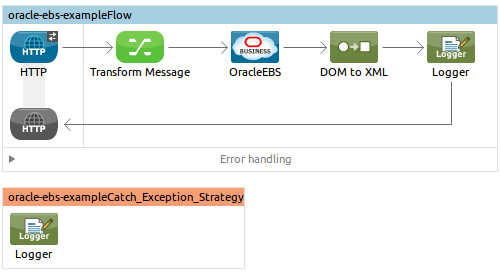 oracle-ebs-exampleFlow
HTTP
ORACLE
BUSINESS
Logger
HTTP Transform Message OracleEBS DOM to XML Logger
HTTP
Error handling
oracle-ebs-exampleCatch_Exception_Strategy
Logger
Logger